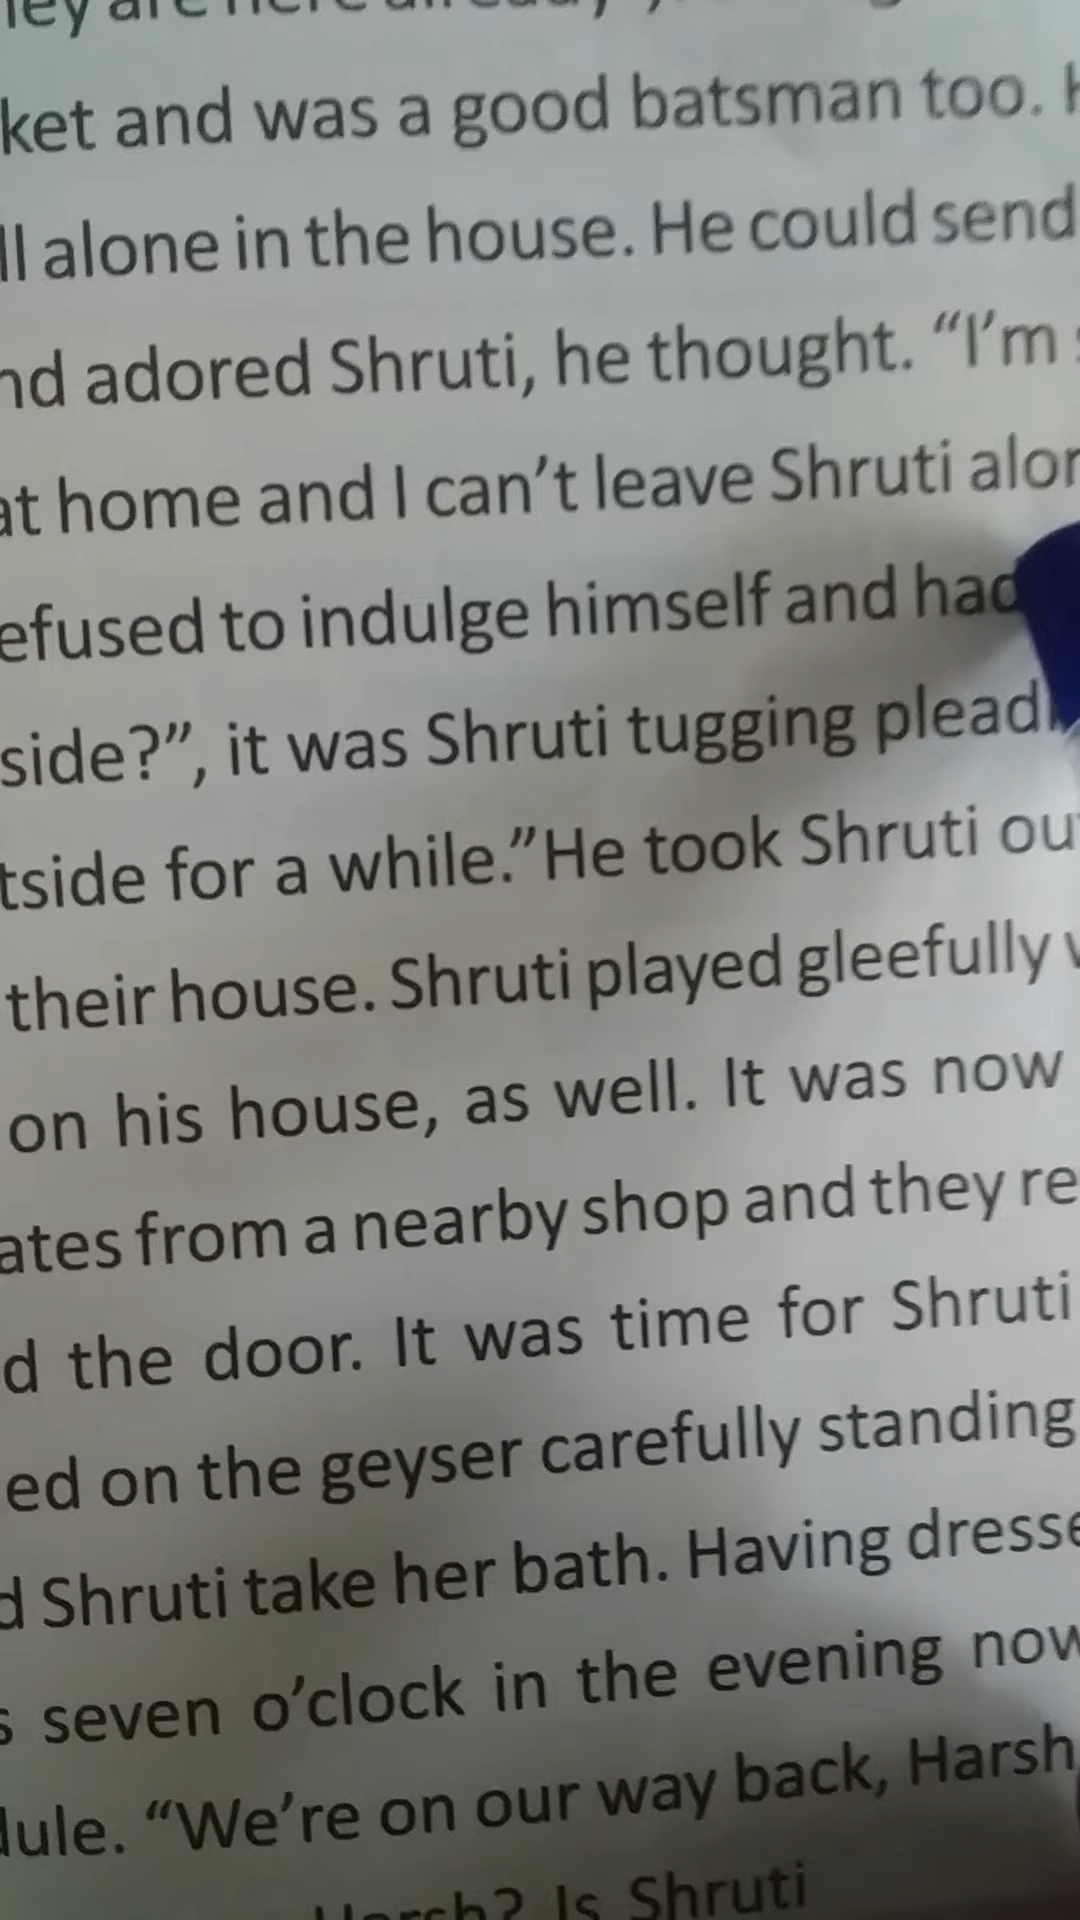 ket and was a good batsman too.
ll alone in the house. He could send
nd adored Shruti, he thought. “I’m
at home and I can’t leave Shruti alon
efused to indulge himself and had
side?”, it was Shruti tugging plead
tside for a while.”He took Shruti ou
their house. Shruti played gleefully
on his house, as well. It was now
ates from a nearby shop and they re
d the door. It was time for Shruti
ed on the geyser carefully standing
d Shruti take her bath. Having dresse
s seven o’clock in the evening now
dule. “We’re on our way back, Harsh
Harsh? Is Shruti